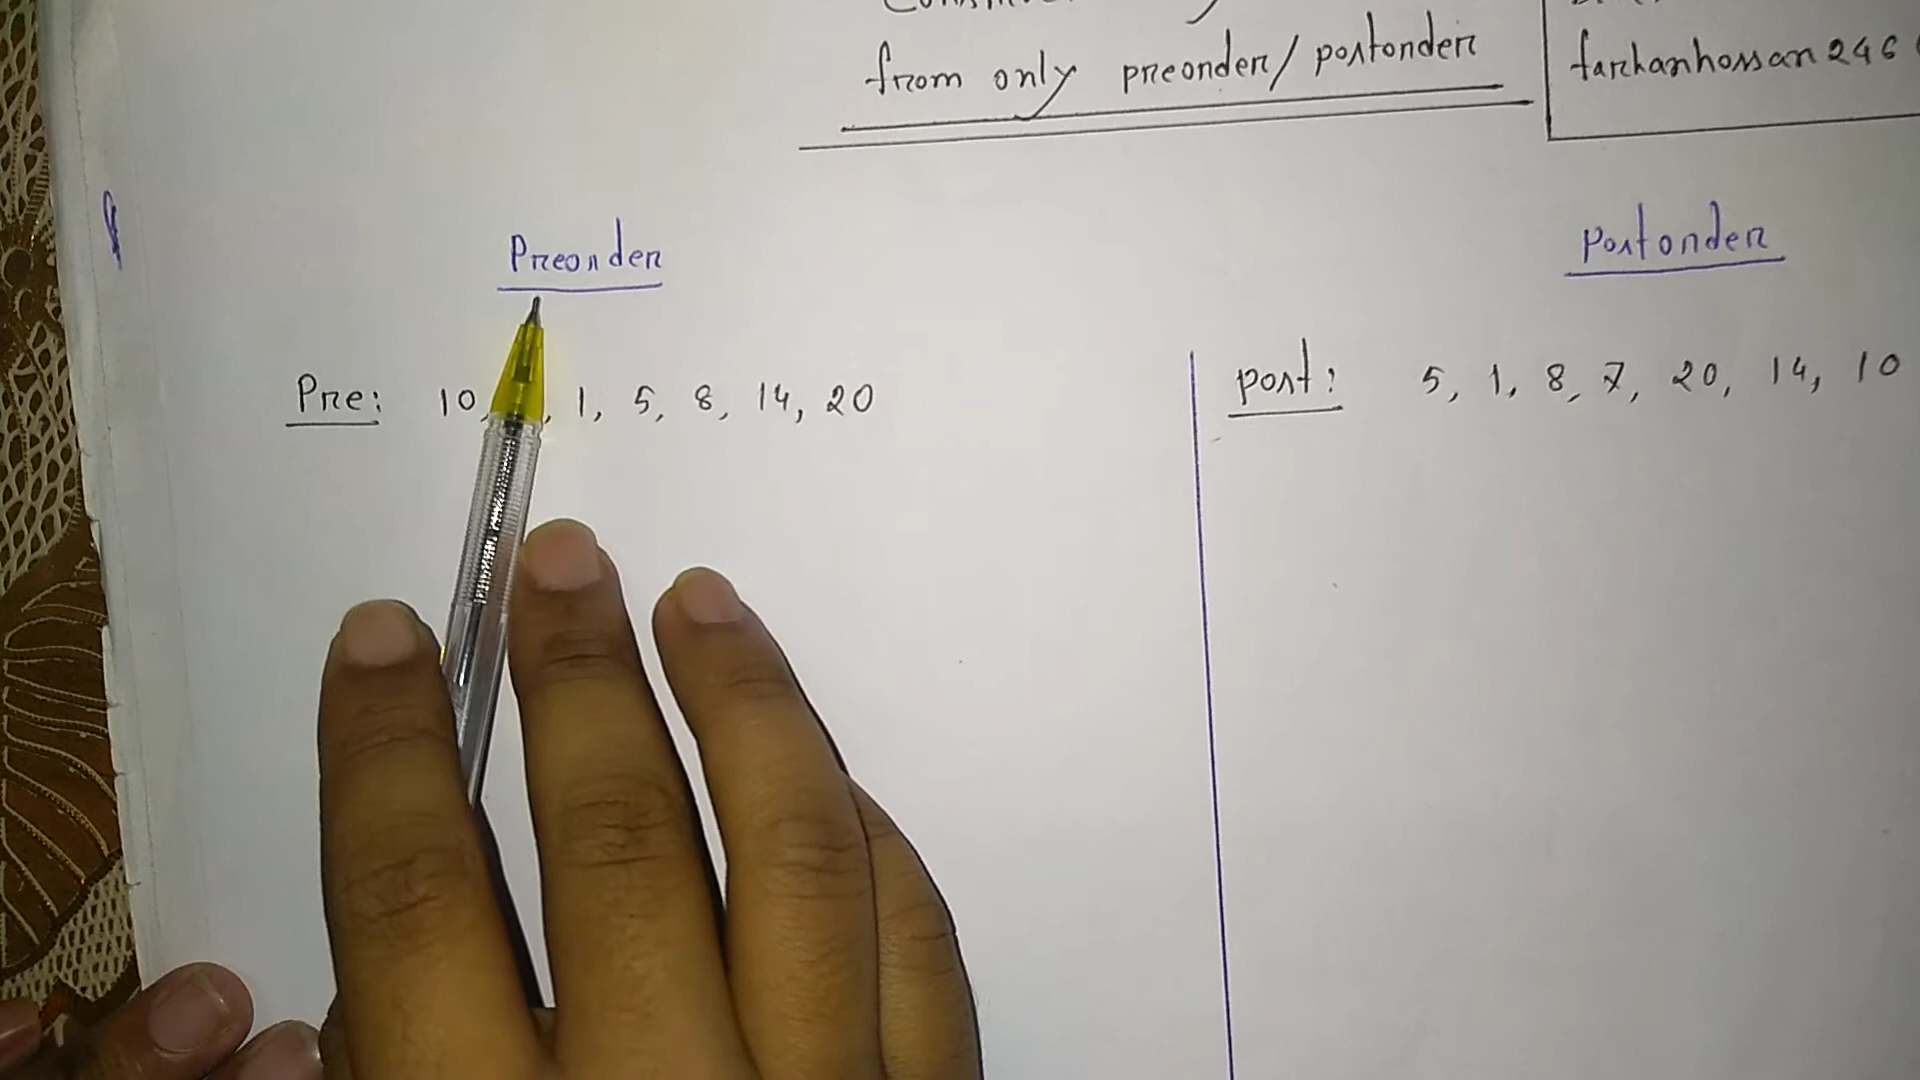 from only preorder/postorder
farhanhossan246
Preorder
Postorder
Pre: 10, , 1, 5, 8, 14, 20
post: 5, 1, 8, 7, 20, 14, 10